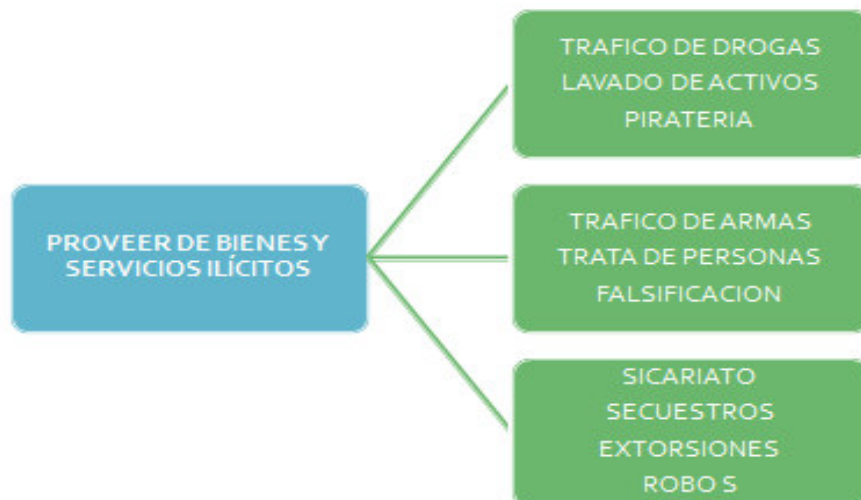 TRAFICO DE DROGAS
LAVADO DE ACTIVOS
PIRATERIA
PROVEER DE BIENES Y
SERVICIOS ILÍCITOS
TRAFICO DE ARMAS
TRATA DE PERSONAS
FALSIFICACION
SICARIATO
SECUESTROS
EXTORSIONES
ROBO S